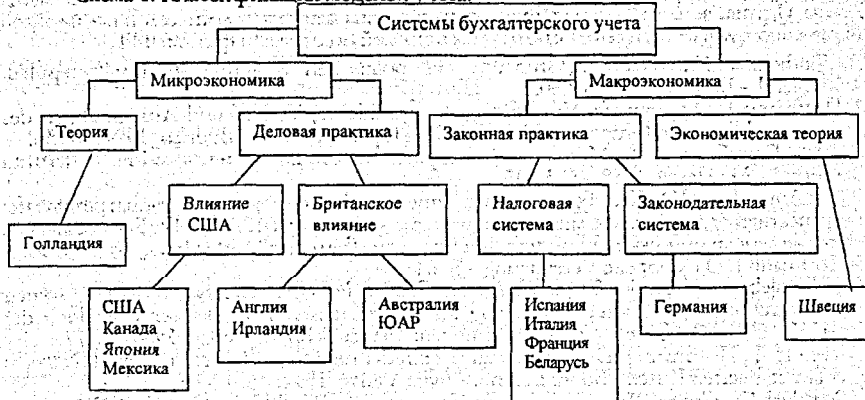 Системы бухгалтерского учета
Микроэкономика
Макроэкономика
Теория
Деловая практика
Законная практика
Экономическая теория
Влияние
США
Британское
влияние
Налоговая
система
Законодательная
система
Голландия
США
Канада
Япония
Мексика
Англия
Ирландия
Австралия
ЮАР
Испания
Италия
Франция
Беларусь
Германия
Швеция